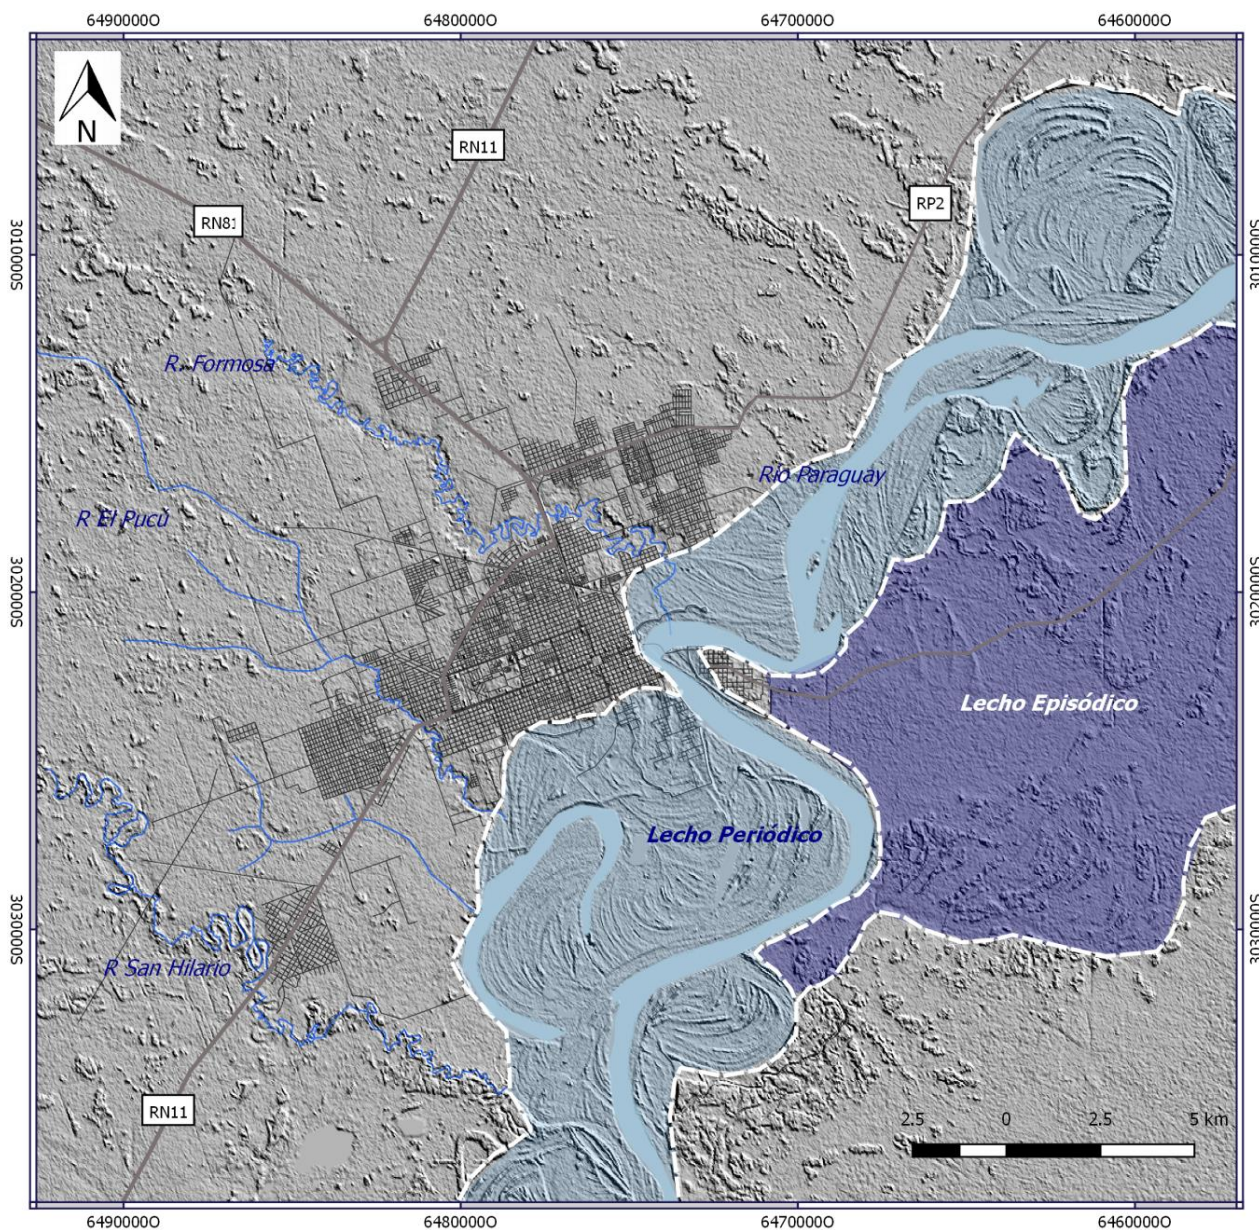 6490000O 6480000O 6470000O 6460000O
N
RN11
RP2
RN81
3010000S
3010000S
R. Formosa
Río Paraguay
R El Pucú
3020000S
3020000S
Lecho Episódico
Lecho Periódico
3030000S
3030000S
R San Hilario
RN11
2.5 0 2.5 5 km
6490000O 6480000O 6470000O 6460000O